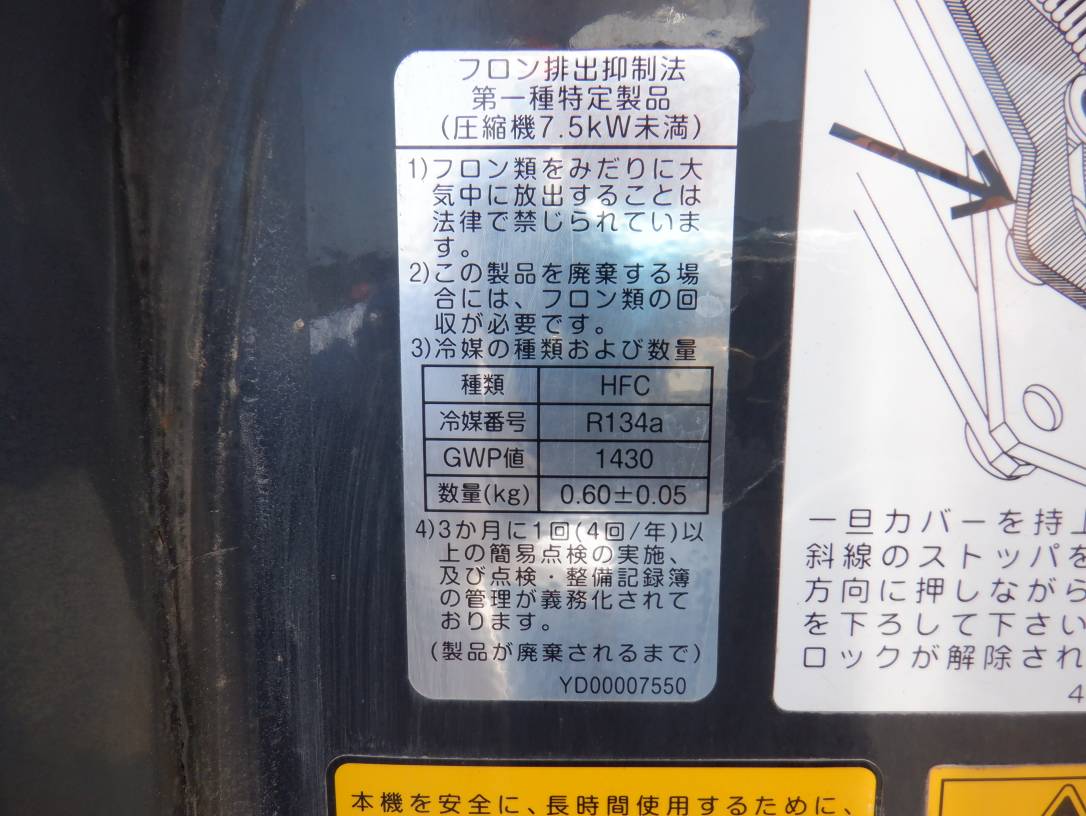 フロン排出抑制法
第一種特定製品
(圧縮機7.5kW未満)
1)フロン類をみだりに大
気中に放出することは
法律で禁じられていま
す。
2)この製品を廃棄する場
合には、フロン類の回
収が必要です。
3)冷媒の種類および数量
種類 HFC
冷媒番号 R134a
GWP値 1430
数量(kg) 0.60±0.05
4)3か月に1回(4回/年)以
上の簡易点検の実施、
及び点検・整備記録簿
の管理が義務化されて
おります。
(製品が廃棄されるまで)
YD00007550
一旦カバーを持上
斜線のストッパを
方向に押しながら
を下ろして下さい
ロックが解除され
4
本機を安全に、長時間使用するために、